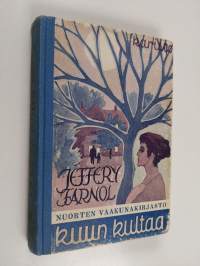 JEFFERY
FARNOL
NUORTEN VAAKUNAKIRJASTO
kuun kultaa